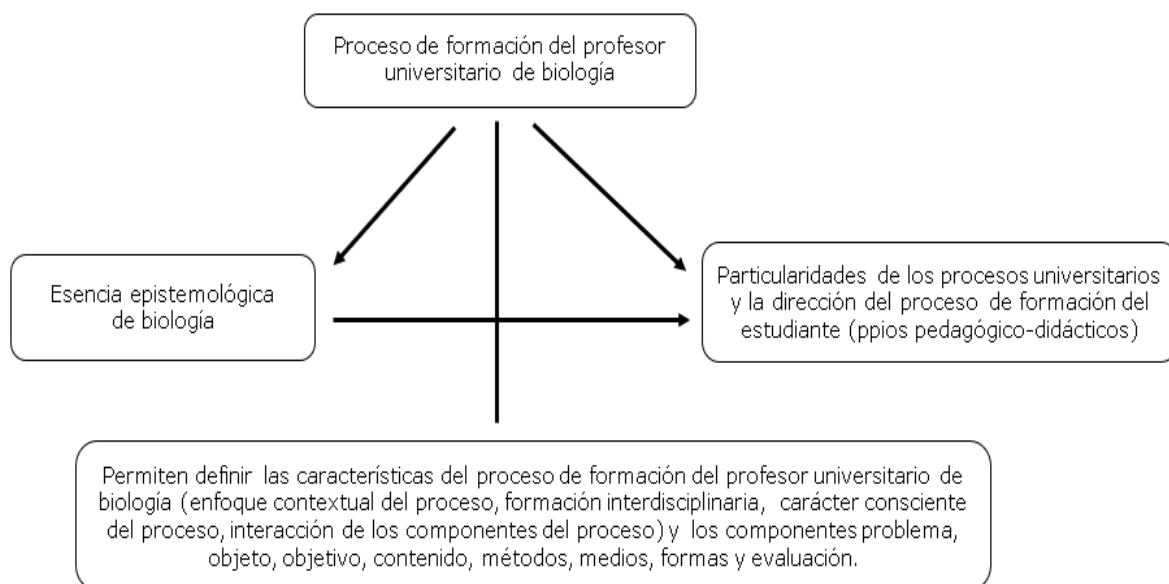 Proceso de formación del profesor
universitario de biología
Esencia epistemológica
de biología
Particularidades de los procesos universitarios
y la dirección del proceso de formación del
estudiante (ppios pedagógico-didácticos)
Permiten definir las características del proceso de formación del profesor universitario de
biología (enfoque contextual del proceso, formación interdisciplinaria, carácter consciente
del proceso, interacción de los componentes del proceso) y los componentes problema,
objeto, objetivo, contenido, métodos, medios, formas y evaluación.